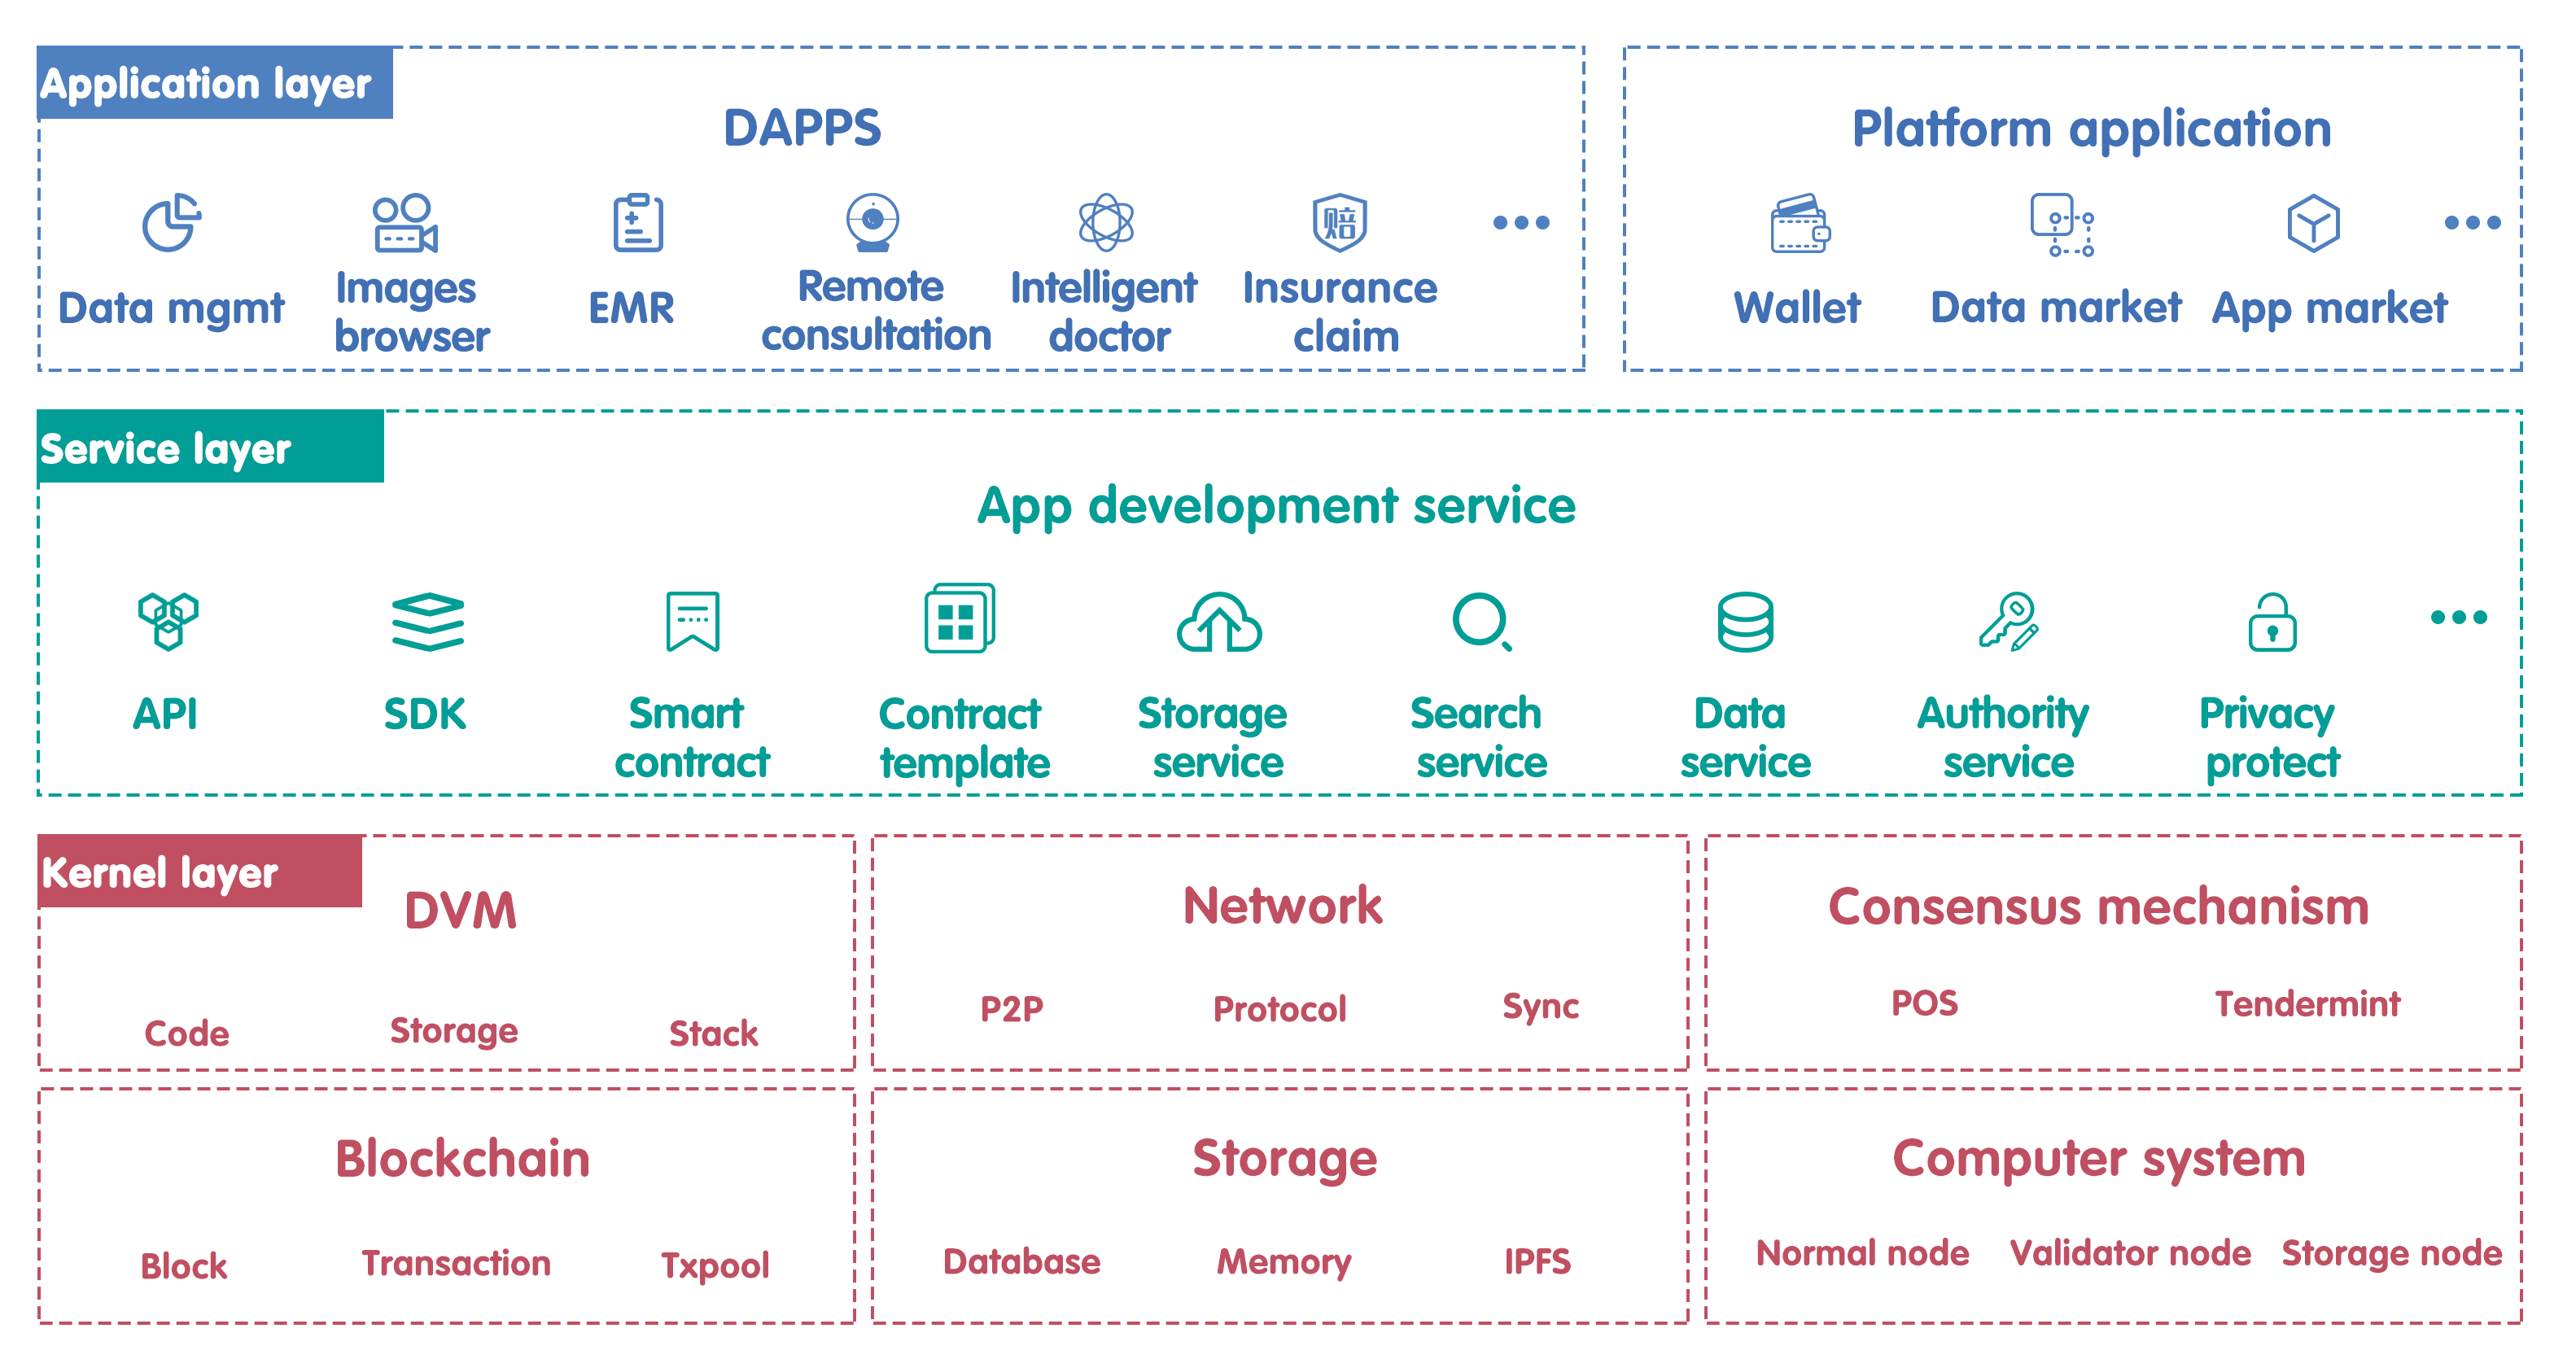 Application layer
DAPPS
Data mgmt
Images
browser
EMR
Remote
consultation
Intelligent
doctor
赔
Insurance
claim
Platform application
Wallet
Data market
App market
Service layer
App development service
API
SDK
Smart
contract
Contract
template
Storage
service
Search
service
Data
service
Authority
service
Privacy
protect
Kernel layer
DVM
Code
Storage
Stack
Network
P2P
Protocol
Sync
Consensus mechanism
POS
Tendermint
Blockchain
Block
Transaction
Txpool
Storage
Database
Memory
IPFS
Computer system
Normal node
Validator node
Storage node